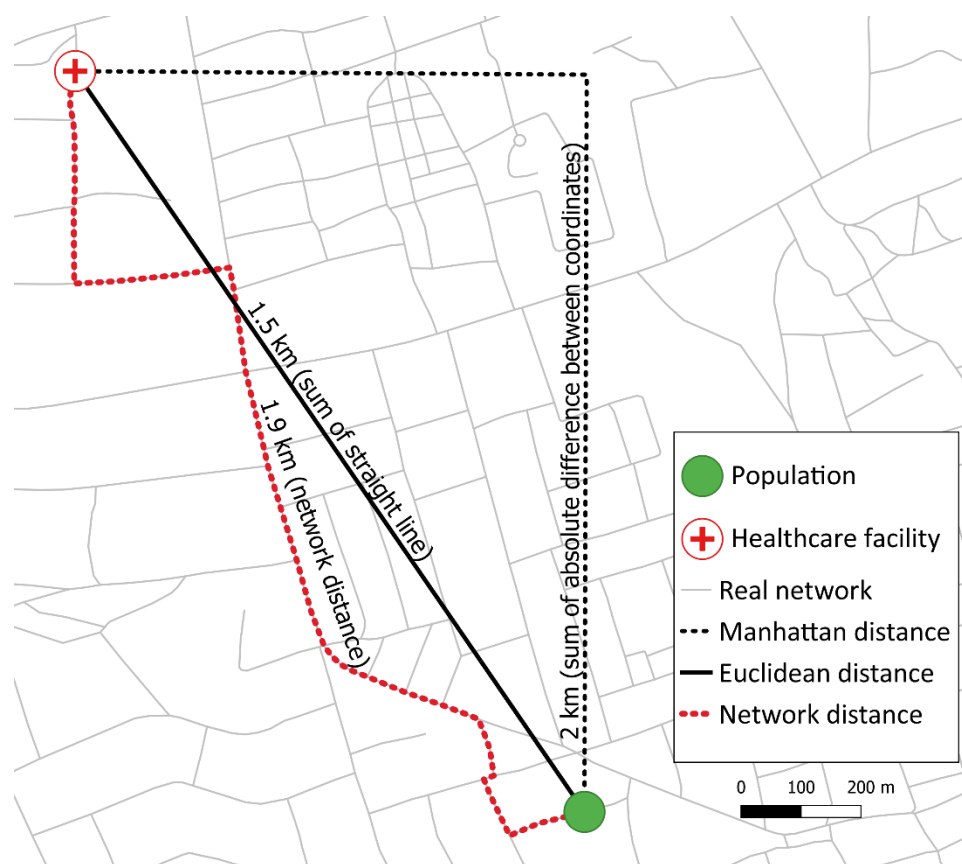 2 km (sum of absolute difference between coordinates)
1.5 km (sum of straight line)
1.9 km (network distance)
Population
Healthcare facility
Real network
Manhattan distance
Euclidean distance
Network distance
0 100 200 m